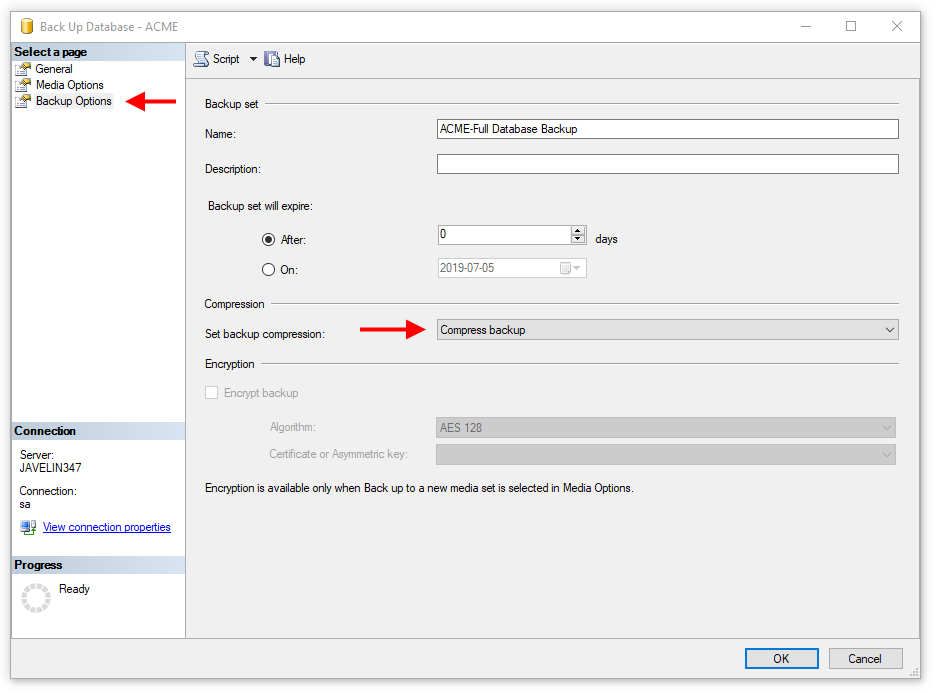 Back Up Database - ACME
Select a page
General
Media Options
Backup Options
Script
Help
Backup set
Name:
ACME-Full Database Backup
Description:
Backup set will expire:
After:
0
days
On:
2019-07-05
Compression
Set backup compression:
Compress backup
Encryption
Encrypt backup
Algorithm:
AES 128
Certificate or Asymmetric key:
Encryption is available only when Back up to a new media set is selected in Media Options.
Connection
Server:
JAVELIN347
Connection:
sa
View connection properties
Progress
Ready
OK
Cancel